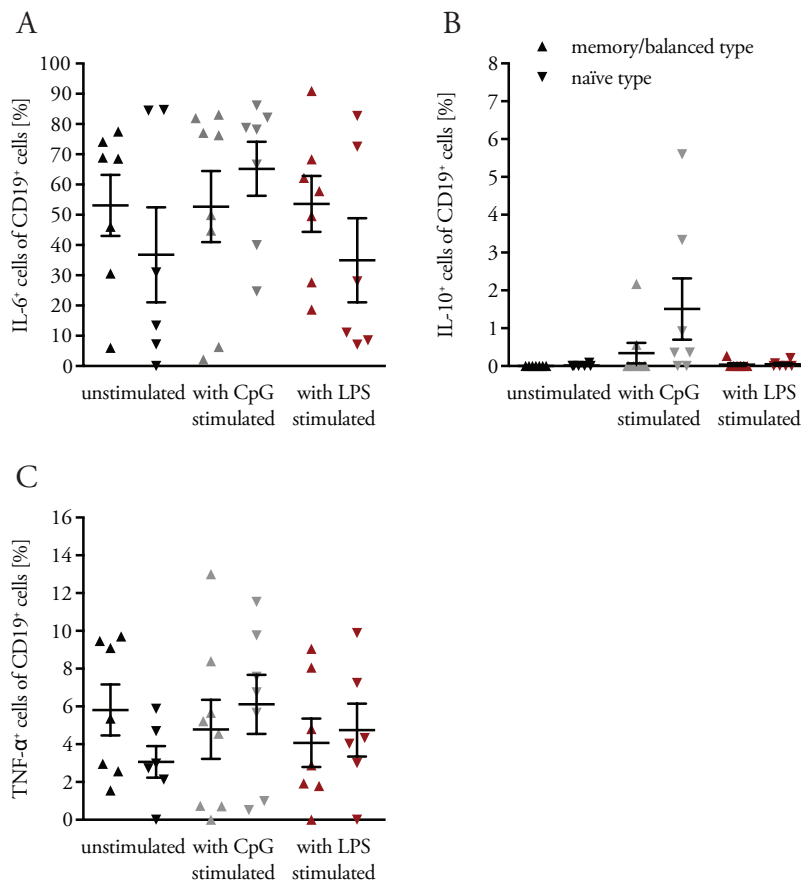 A
IL-6⁺ cells of CD19⁺ cells [%]
100
90
80
70
60
50
40
30
20
10
0
unstimulated
with CpG
stimulated
with LPS
stimulated
B
memory/balanced type
naïve type
IL-10⁺ cells of CD19⁺ cells [%]
8
7
6
5
4
3
2
1
0
unstimulated
with CpG
stimulated
with LPS
stimulated
C
TNF-α⁺ cells of CD19⁺ cells [%]
16
14
12
10
8
6
4
2
0
unstimulated
with CpG
stimulated
with LPS
stimulated